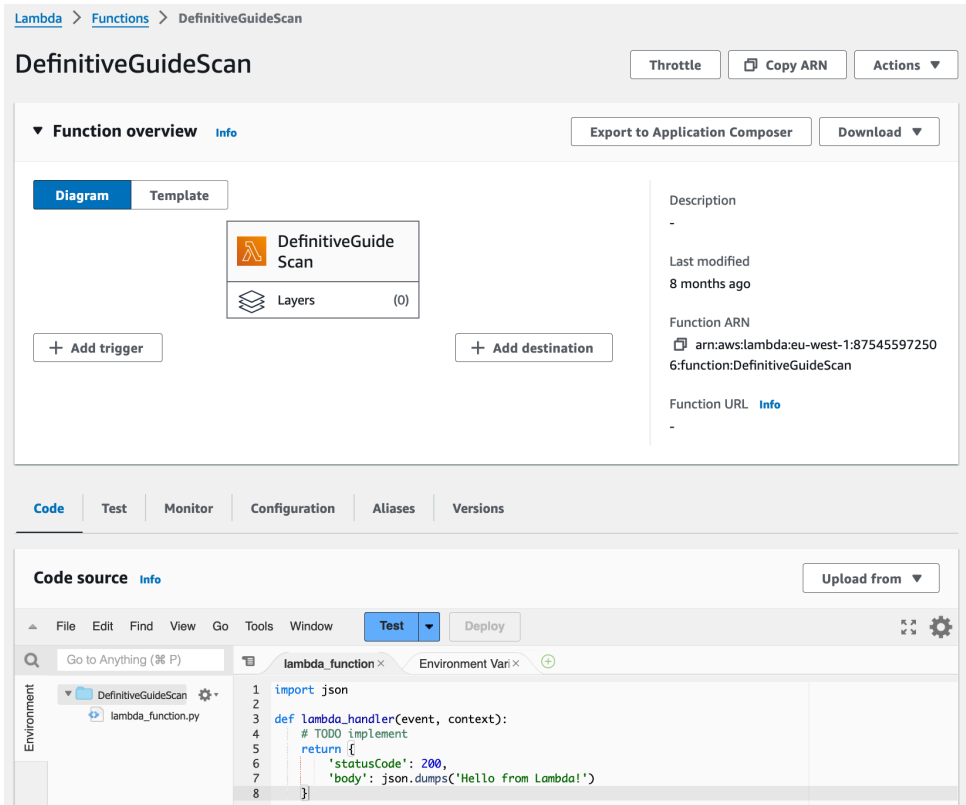 Lambda > Functions > DefinitiveGuideScan
DefinitiveGuideScan
Throttle
Copy ARN
Actions
Function overview Info
Export to Application Composer
Download
Diagram
Template
DefinitiveGuide
Scan
Layers (0)
+ Add trigger
+ Add destination
Description
-
Last modified
8 months ago
Function ARN
arn:aws:lambda:eu-west-1:87545597250
6:function:DefinitiveGuideScan
Function URL Info
-
Code
Test
Monitor
Configuration
Aliases
Versions
Code source Info
Upload from
File Edit Find View Go Tools Window
Test
Deploy
Go to Anything (⌘ P)
lambda_function ×
Environment Vari ×
Environment
DefinitiveGuideScan
lambda_function.py
1 import json
2
3 def lambda_handler(event, context):
4     # TODO implement
5     return {
6         'statusCode': 200,
7         'body': json.dumps('Hello from Lambda!')
8     }